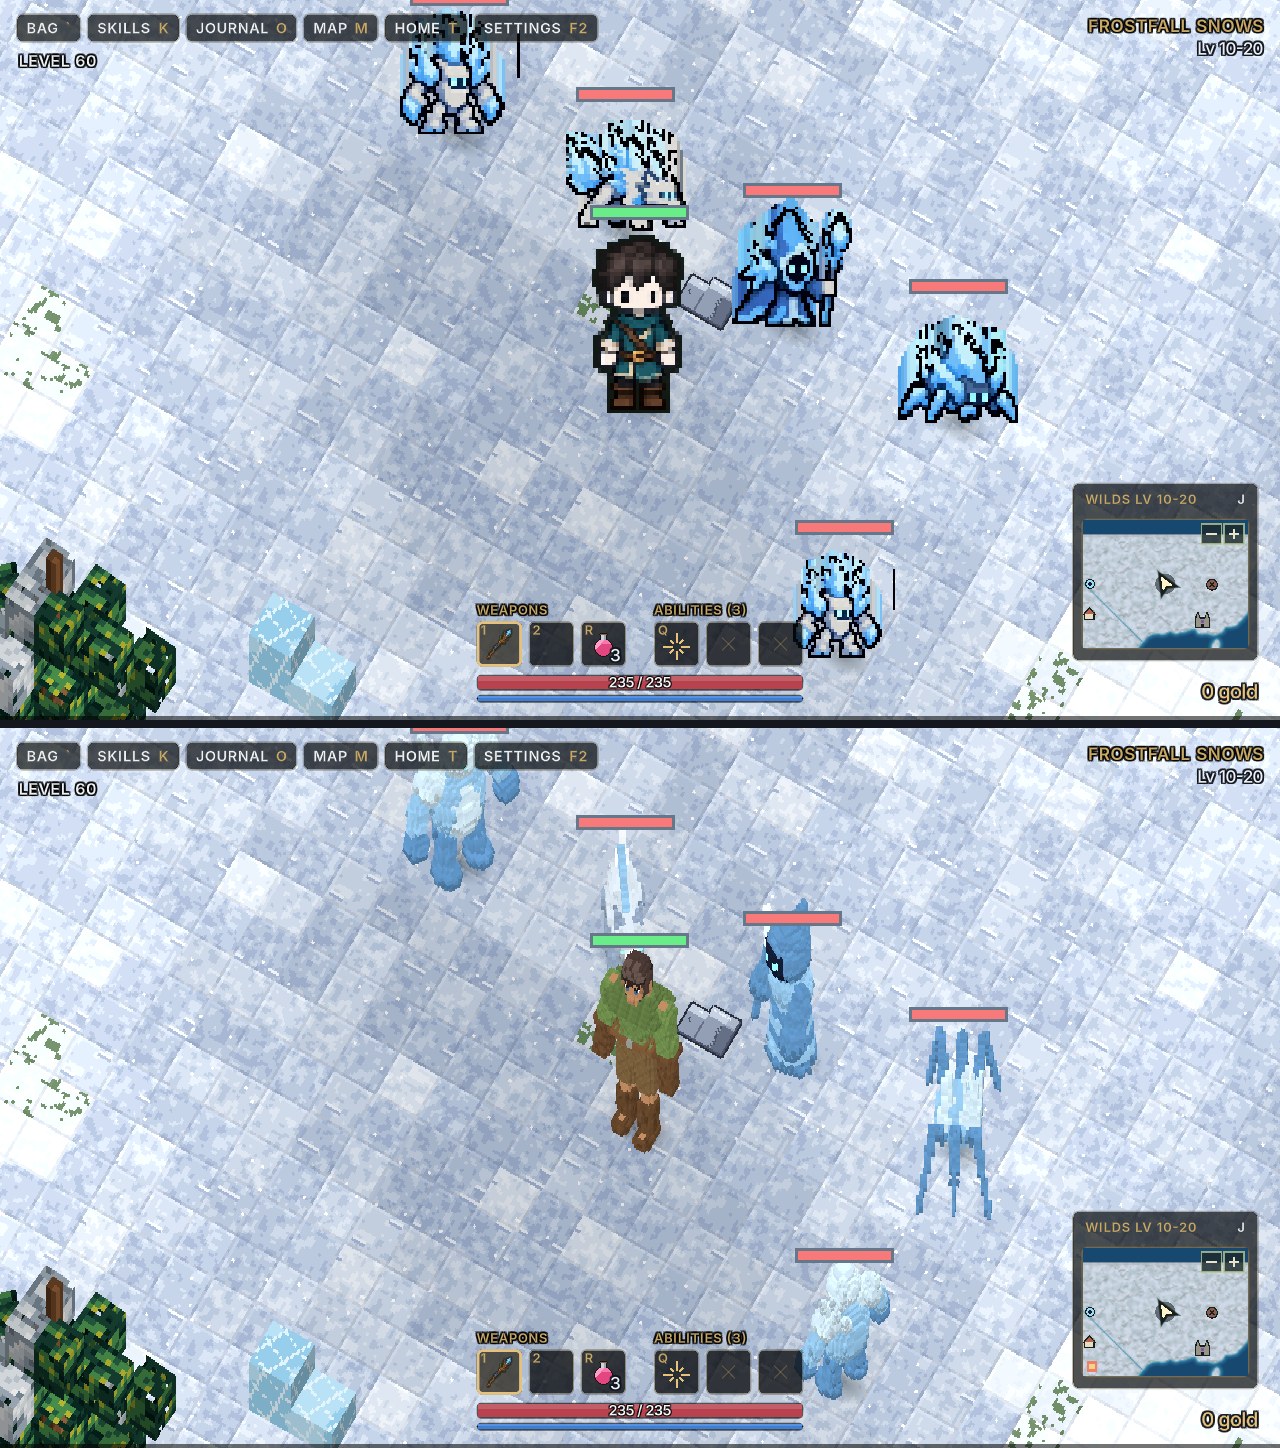 BAG ` SKILLS K JOURNAL O MAP M HOME T SETTINGS F2
LEVEL 60
FROSTFALL SNOWS
Lv 10-20
WILDS LV 10-20 J
− +
WEAPONS ABILITIES (3)
1 2 R 3 Q
235 / 235
0 gold
BAG ` SKILLS K JOURNAL O MAP M HOME T SETTINGS F2
LEVEL 60
FROSTFALL SNOWS
Lv 10-20
WILDS LV 10-20 J
− +
WEAPONS ABILITIES (3)
1 2 R 3 Q
235 / 235
0 gold